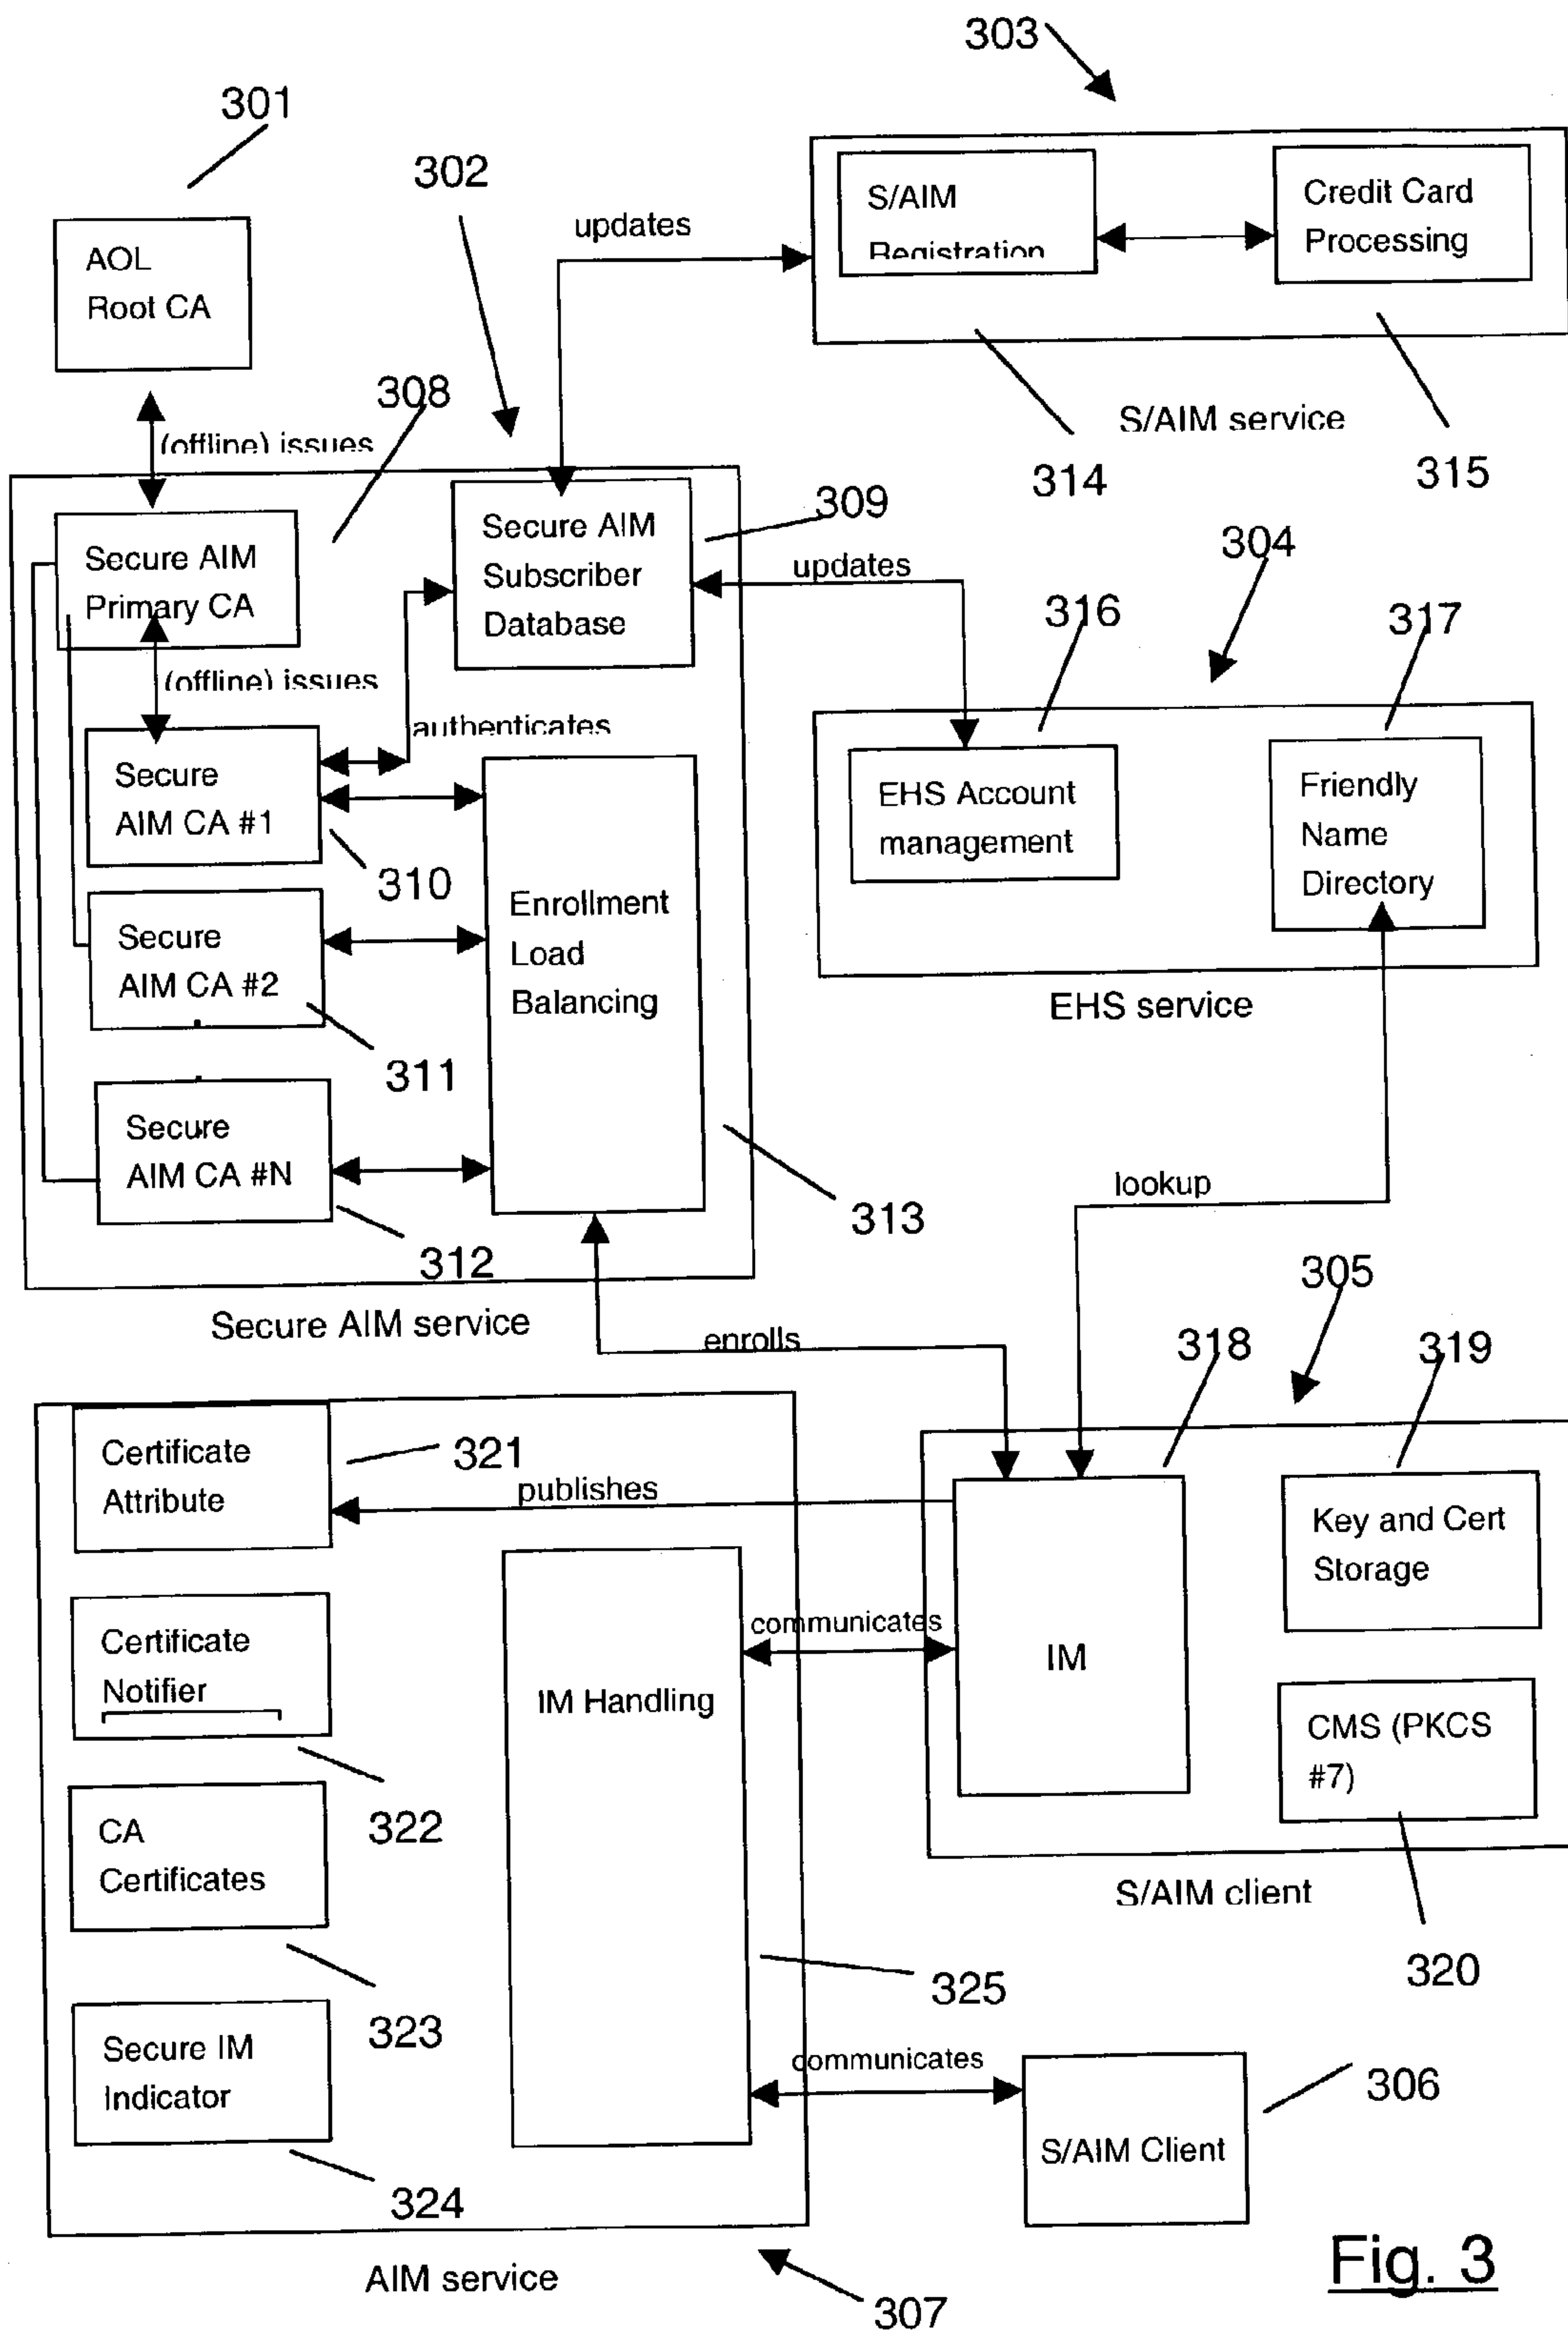 303
301
302
S/AIM
Registration
Credit Card
Processing
updates
AOL
Root CA
308
(offline) issues
S/AIM service
314
315
309
Secure AIM
Subscriber
Database
Secure AIM
Primary CA
304
updates
316
317
(offline) issues
authenticates
Secure
AIM CA #1
EHS Account
management
Friendly
Name
Directory
310
Enrollment
Load
Balancing
Secure
AIM CA #2
EHS service
311
Secure
AIM CA #N
lookup
313
312
305
Secure AIM service
enrolls
318
319
Certificate
Attribute
321
publishes
Key and Cert
Storage
Certificate
Notifier
communicates
IM
IM Handling
CMS (PKCS
#7)
322
CA
Certificates
S/AIM client
325
320
323
Secure IM
Indicator
communicates
306
S/AIM Client
324
AIM service
307
Fig. 3